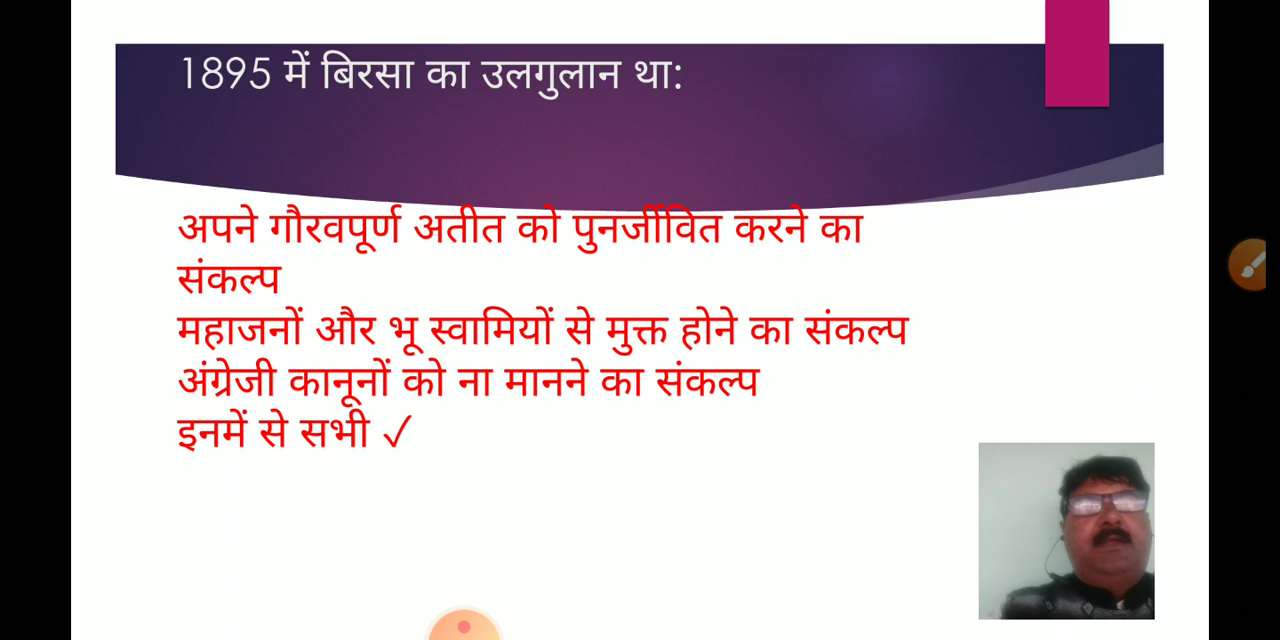 1895 में बिरसा का उलगुलान था:
अपने गौरवपूर्ण अतीत को पुनर्जीवित करने का
संकल्प
महाजनों और भू स्वामियों से मुक्त होने का संकल्प
अंग्रेजी कानूनों को ना मानने का संकल्प
इनमें से सभी ✓